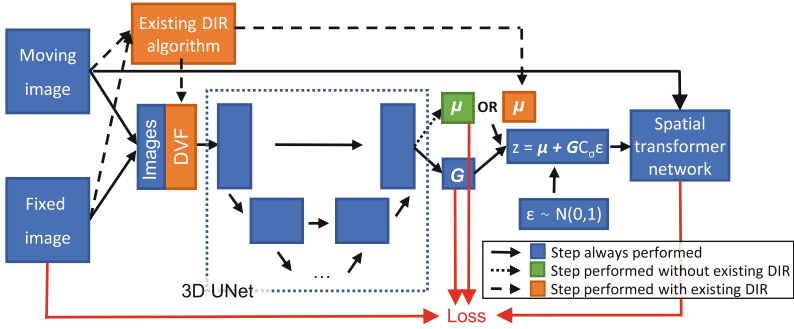 Moving
image
Existing DIR
algorithm
Images
DVF
Fixed
image
3D UNet
...
μ
OR
μ
G
z = μ + GCσε
ε ~ N(0,1)
Spatial
transformer
network
Step always performed
Step performed without existing DIR
Step performed with existing DIR
Loss